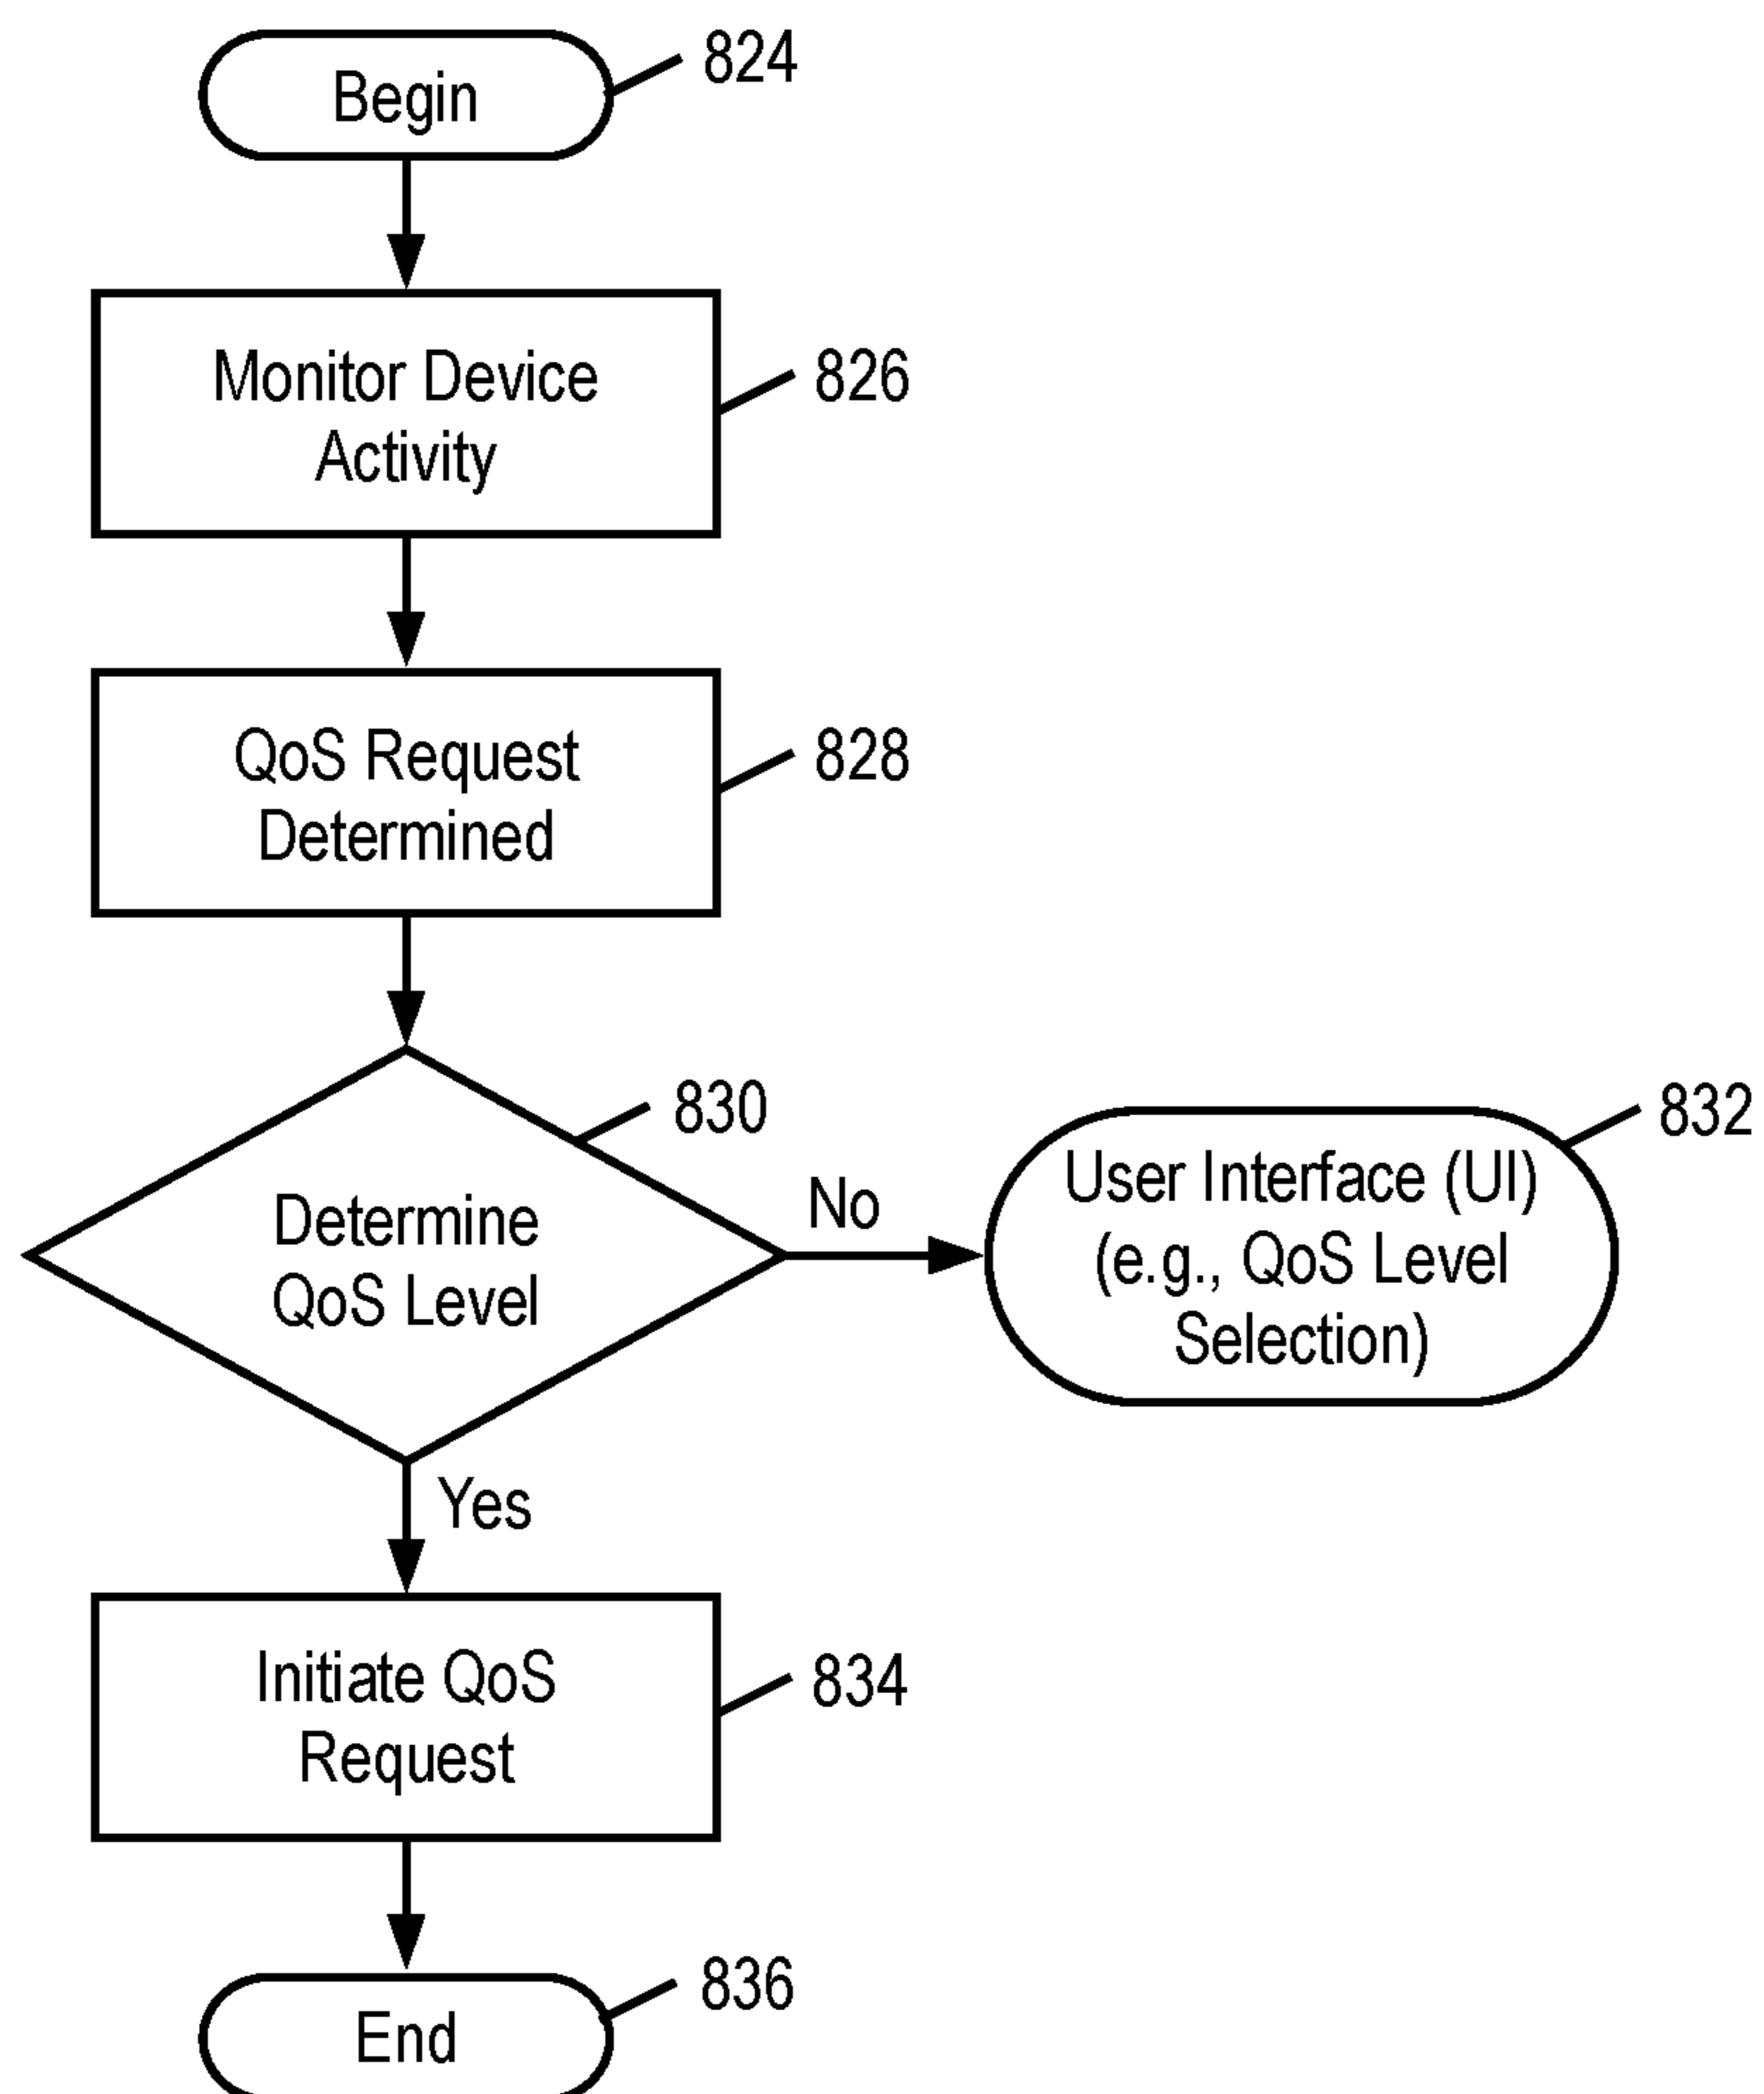 Begin
824
Monitor Device
Activity
826
QoS Request
Determined
828
Determine
QoS Level
830
No
User Interface (UI)
(e.g., QoS Level
Selection)
832
Yes
Initiate QoS
Request
834
End
836